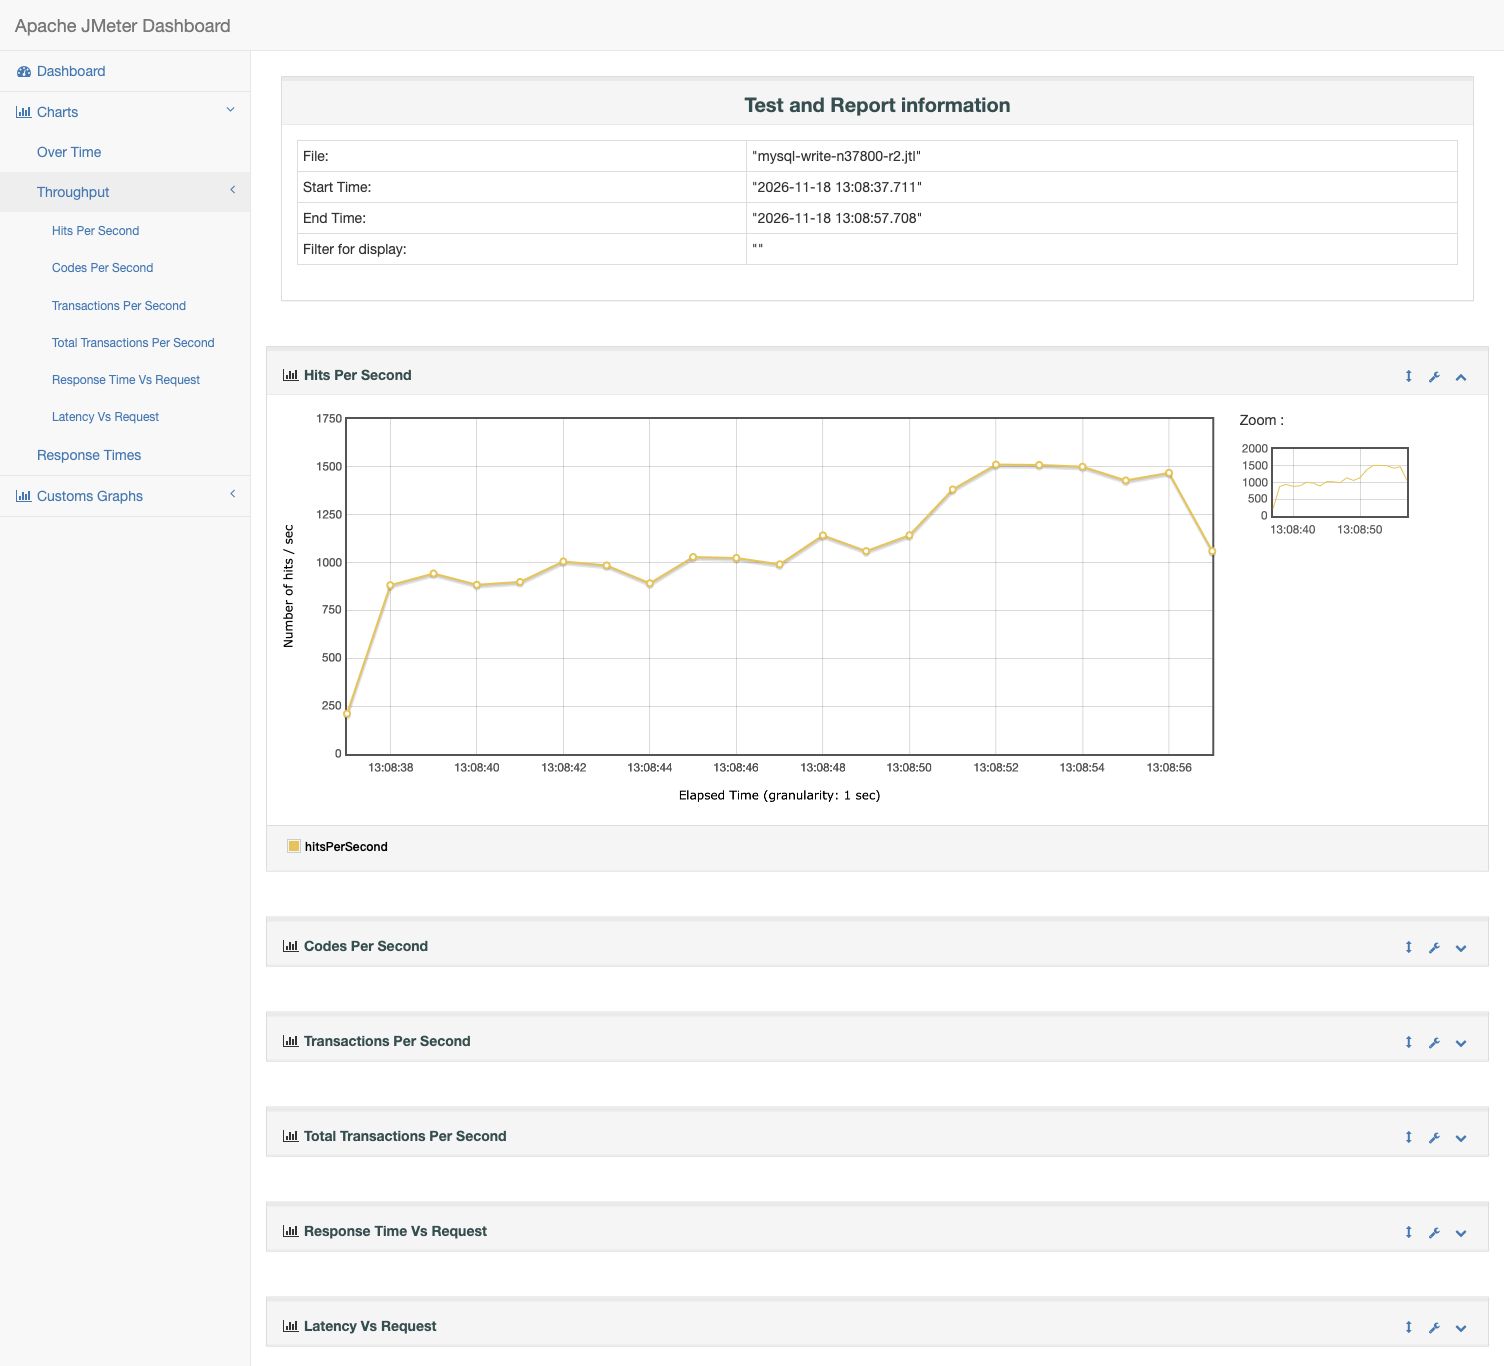 Apache JMeter Dashboard
Dashboard
Charts
Over Time
Throughput
Hits Per Second
Codes Per Second
Transactions Per Second
Total Transactions Per Second
Response Time Vs Request
Latency Vs Request
Response Times
Customs Graphs
Test and Report information
File: "mysql-write-n37800-r2.jtl"
Start Time: "2026-11-18 13:08:37.711"
End Time: "2026-11-18 13:08:57.708"
Filter for display: ""
Hits Per Second
1750
1500
1250
1000
750
500
250
0
Number of hits / sec
13:08:38 13:08:40 13:08:42 13:08:44 13:08:46 13:08:48 13:08:50 13:08:52 13:08:54 13:08:56
Elapsed Time (granularity: 1 sec)
Zoom :
2000
1500
1000
500
0
13:08:40 13:08:50
hitsPerSecond
Codes Per Second
Transactions Per Second
Total Transactions Per Second
Response Time Vs Request
Latency Vs Request